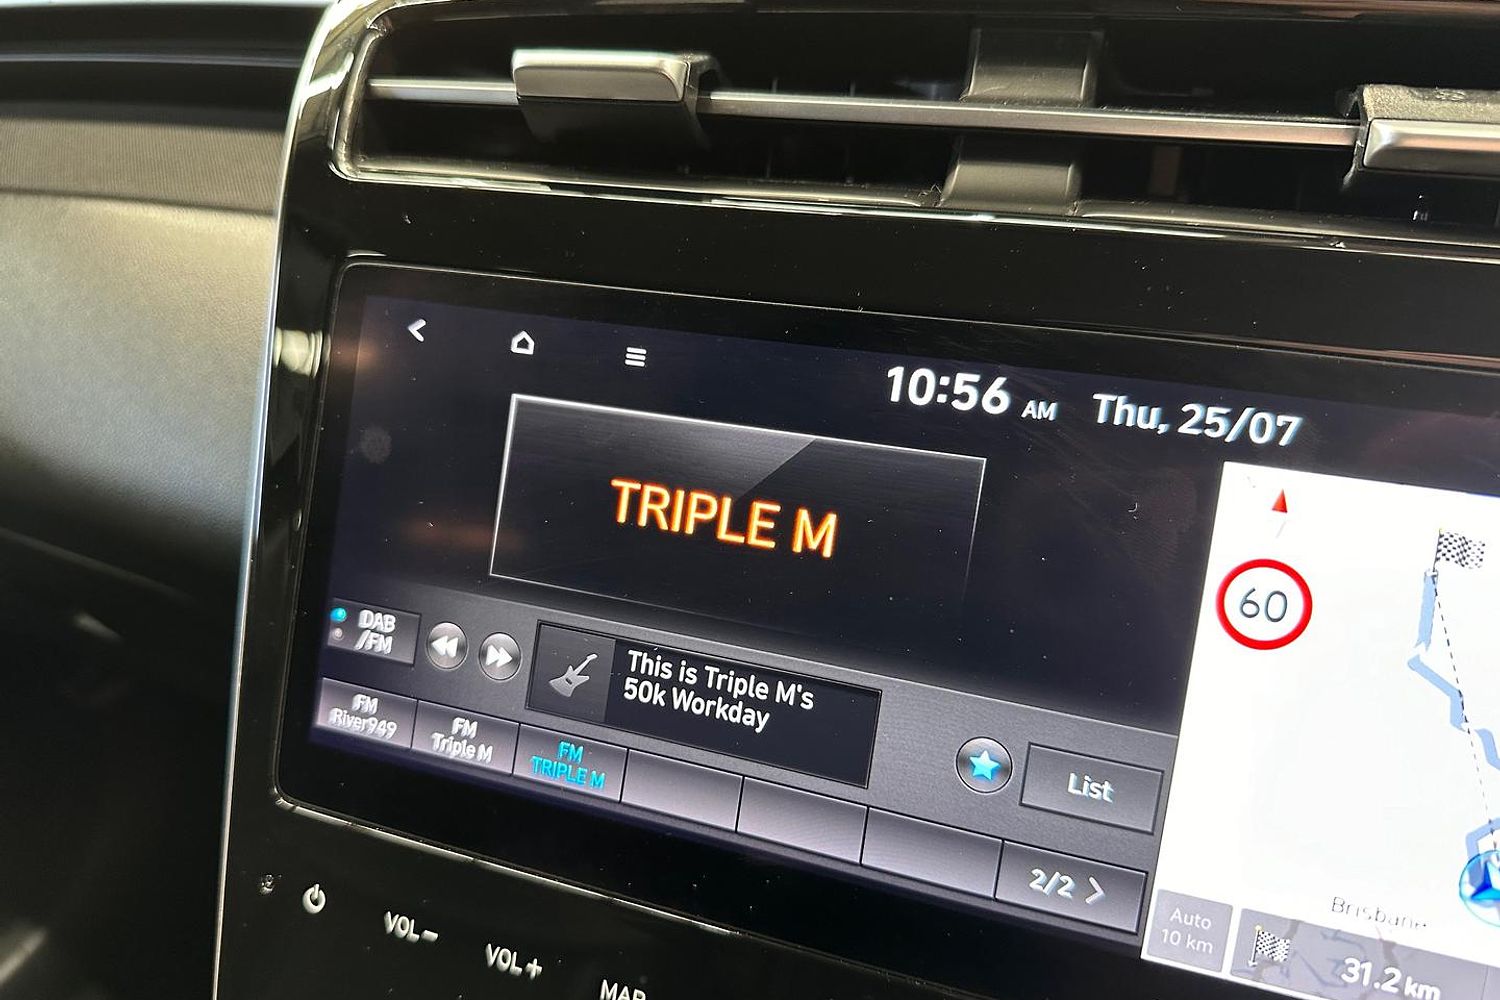 10:56 AM Thu, 25/07
TRIPLE M
60
DAB
/FM
This is Triple M's
50k Workday
FM
River949
FM
Triple M
FM
TRIPLE M
List
2/2
Auto
10 km
31.2 km
VOL-
VOL+
MAP